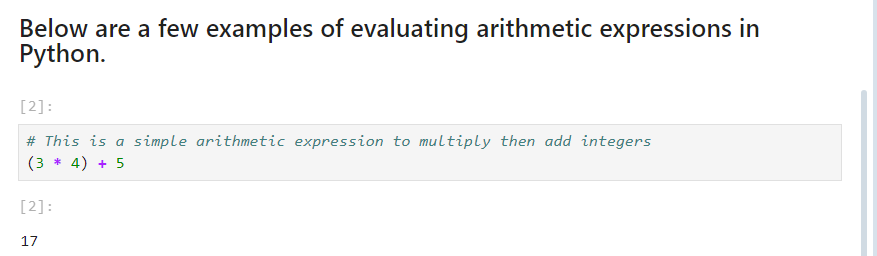 Below are a few examples of evaluating arithmetic expressions in
Python.
[2]:
# This is a simple arithmetic expression to multiply then add integers
(3 * 4) + 5
[2]:
17